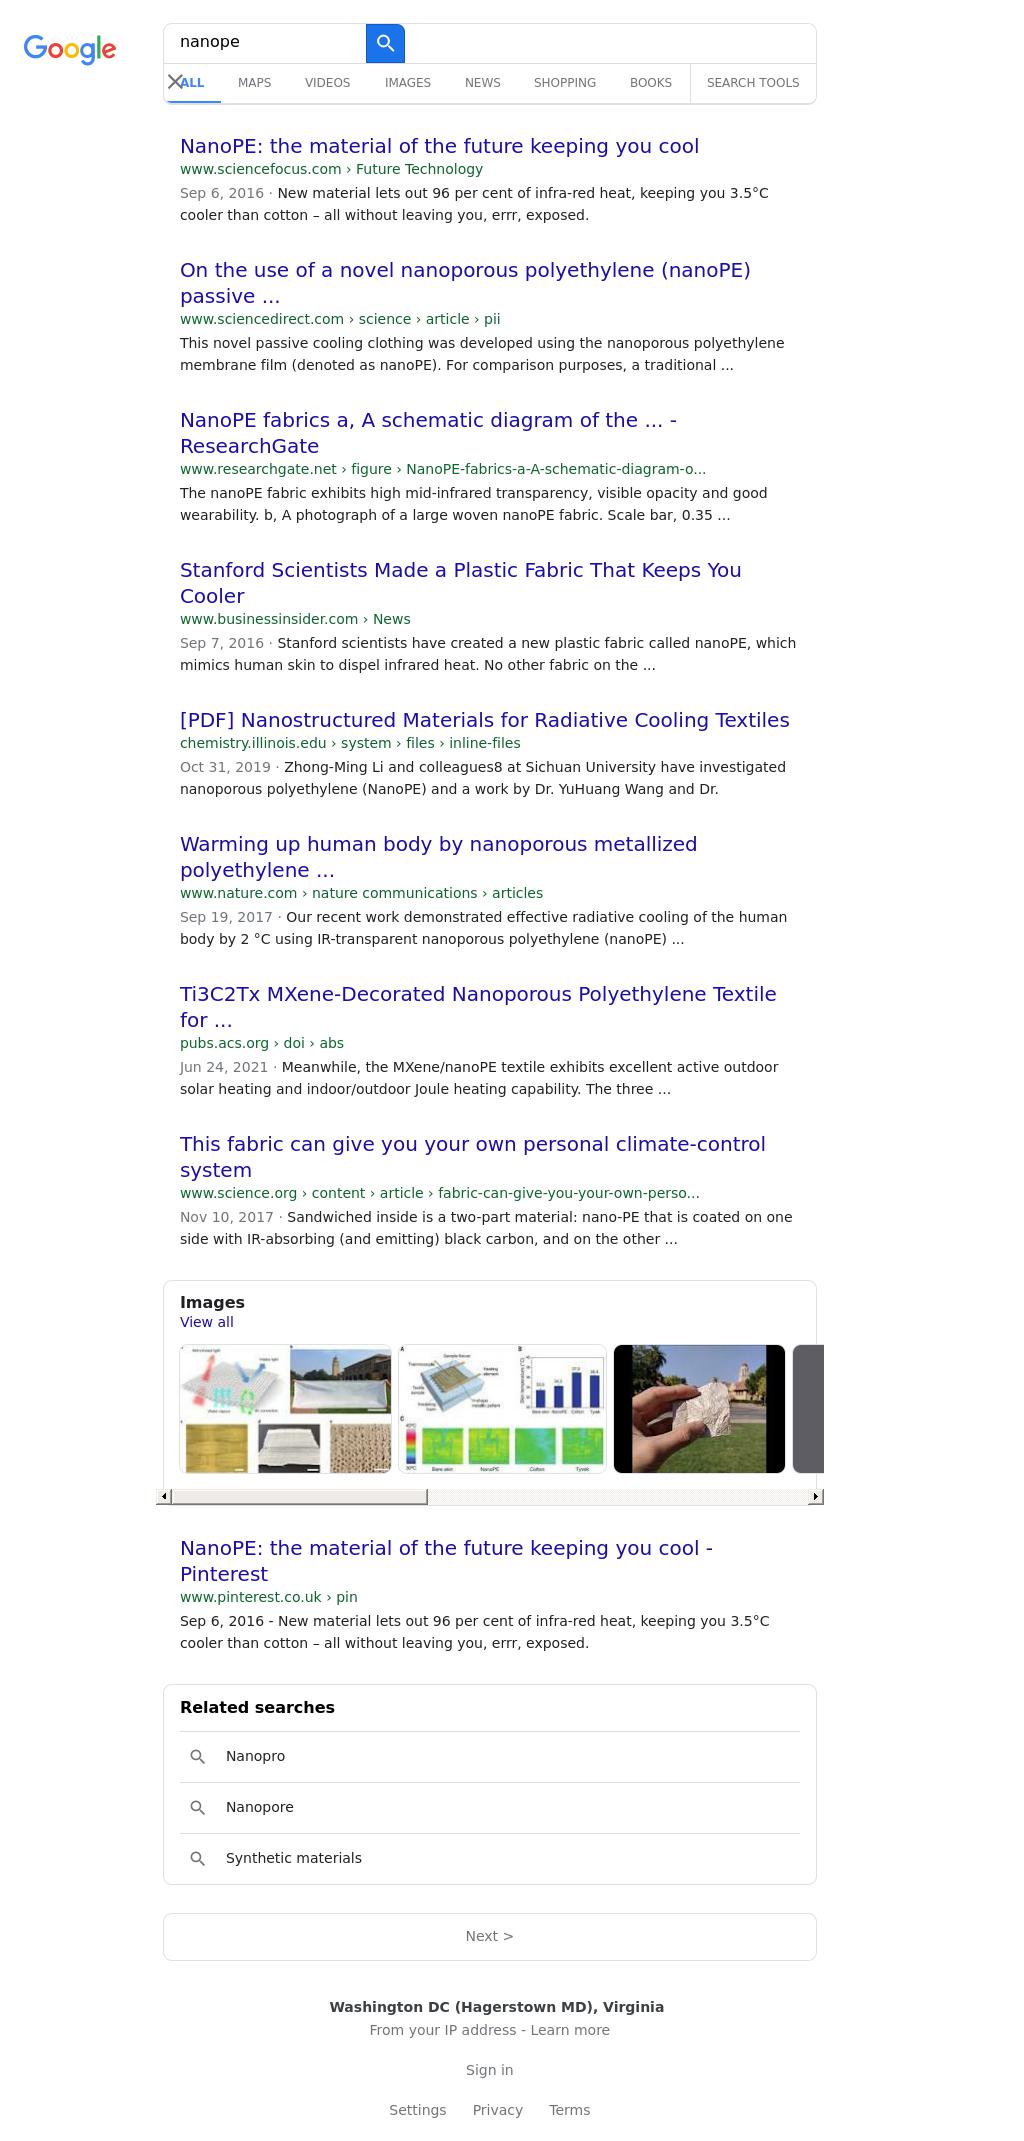 Google
nanope
ALL MAPS VIDEOS IMAGES NEWS SHOPPING BOOKS SEARCH TOOLS
NanoPE: the material of the future keeping you cool
www.sciencefocus.com › Future Technology
Sep 6, 2016 · New material lets out 96 per cent of infra-red heat, keeping you 3.5°C
cooler than cotton – all without leaving you, errr, exposed.
On the use of a novel nanoporous polyethylene (nanoPE)
passive ...
www.sciencedirect.com › science › article › pii
This novel passive cooling clothing was developed using the nanoporous polyethylene
membrane film (denoted as nanoPE). For comparison purposes, a traditional ...
NanoPE fabrics a, A schematic diagram of the ... -
ResearchGate
www.researchgate.net › figure › NanoPE-fabrics-a-A-schematic-diagram-o...
The nanoPE fabric exhibits high mid-infrared transparency, visible opacity and good
wearability. b, A photograph of a large woven nanoPE fabric. Scale bar, 0.35 ...
Stanford Scientists Made a Plastic Fabric That Keeps You
Cooler
www.businessinsider.com › News
Sep 7, 2016 · Stanford scientists have created a new plastic fabric called nanoPE, which
mimics human skin to dispel infrared heat. No other fabric on the ...
[PDF] Nanostructured Materials for Radiative Cooling Textiles
chemistry.illinois.edu › system › files › inline-files
Oct 31, 2019 · Zhong-Ming Li and colleagues8 at Sichuan University have investigated
nanoporous polyethylene (NanoPE) and a work by Dr. YuHuang Wang and Dr.
Warming up human body by nanoporous metallized
polyethylene ...
www.nature.com › nature communications › articles
Sep 19, 2017 · Our recent work demonstrated effective radiative cooling of the human
body by 2 °C using IR-transparent nanoporous polyethylene (nanoPE) ...
Ti3C2Tx MXene-Decorated Nanoporous Polyethylene Textile
for ...
pubs.acs.org › doi › abs
Jun 24, 2021 · Meanwhile, the MXene/nanoPE textile exhibits excellent active outdoor
solar heating and indoor/outdoor Joule heating capability. The three ...
This fabric can give you your own personal climate-control
system
www.science.org › content › article › fabric-can-give-you-your-own-perso...
Nov 10, 2017 · Sandwiched inside is a two-part material: nano-PE that is coated on one
side with IR-absorbing (and emitting) black carbon, and on the other ...
Images
View all
A B
C
Bare skin NanoPE Cotton Tyvek
NanoPE: the material of the future keeping you cool -
Pinterest
www.pinterest.co.uk › pin
Sep 6, 2016 - New material lets out 96 per cent of infra-red heat, keeping you 3.5°C
cooler than cotton – all without leaving you, errr, exposed.
Related searches
Nanopro
Nanopore
Synthetic materials
Next >
Washington DC (Hagerstown MD), Virginia
From your IP address - Learn more
Sign in
Settings Privacy Terms